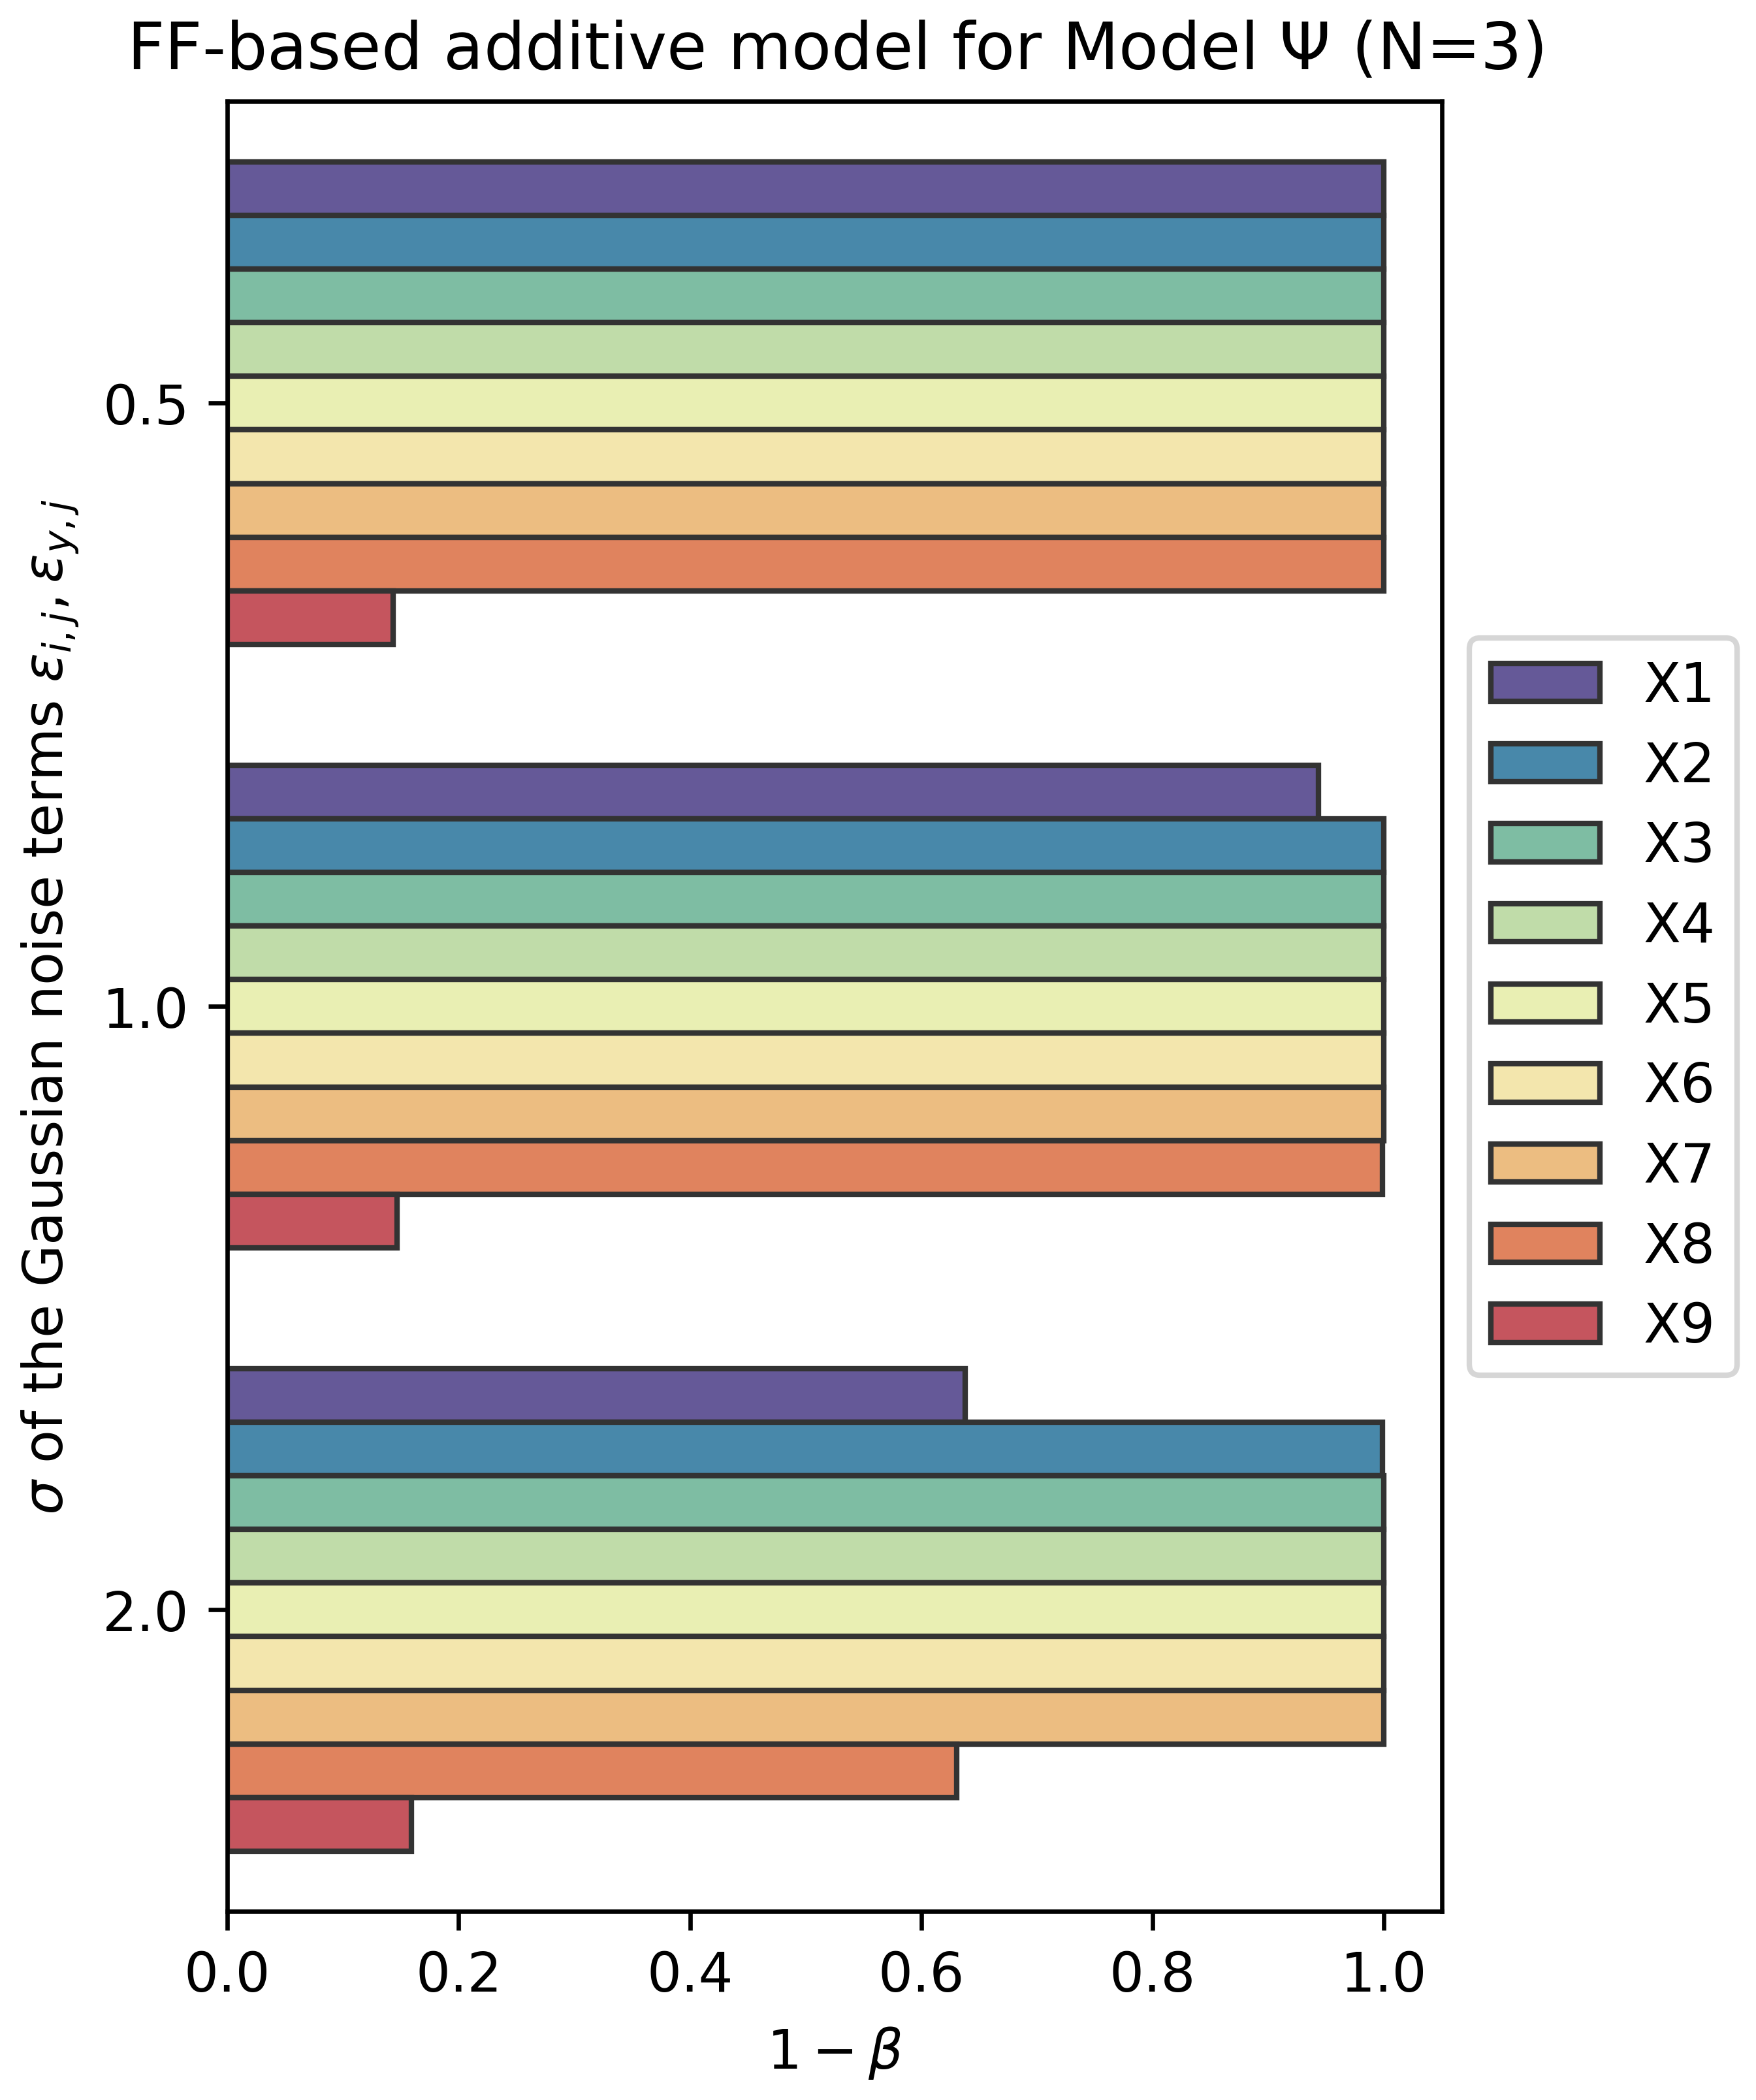 FF-based additive model for Model Ψ (N=3)
σ of the Gaussian noise terms ε_{i,j}, ε_{y,j}
0.5
1.0
2.0
0.0 0.2 0.4 0.6 0.8 1.0
1 − β
X1
X2
X3
X4
X5
X6
X7
X8
X9